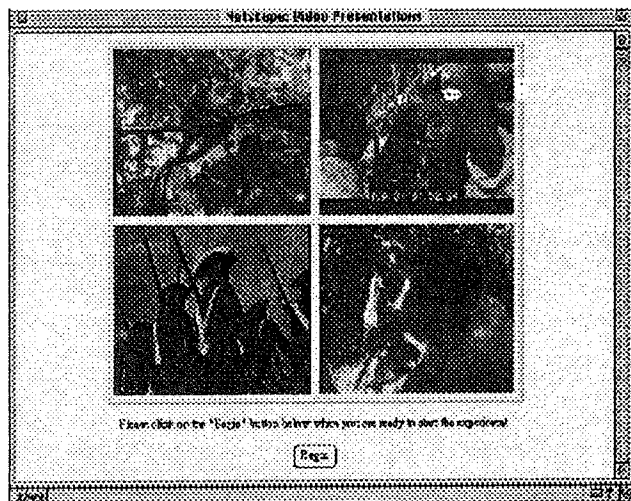 Netscape: Video Presentations
Please click on the "Begin" button below when you are ready to start the experiment!
Begin